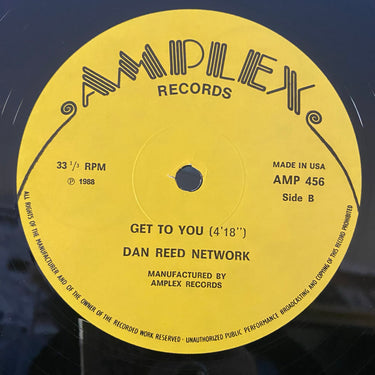 AMPLEX
RECORDS
33 ⅓ RPM
℗ 1988
MADE IN USA
AMP 456
Side B
GET TO YOU (4'18")
DAN REED NETWORK
MANUFACTURED BY
AMPLEX RECORDS
ALL RIGHTS OF THE MANUFACTURER AND OF THE OWNER OF THE RECORDED WORK RESERVED · UNAUTHORIZED PUBLIC PERFORMANCE BROADCASTING AND COPYING OF THIS RECORD PROHIBITED